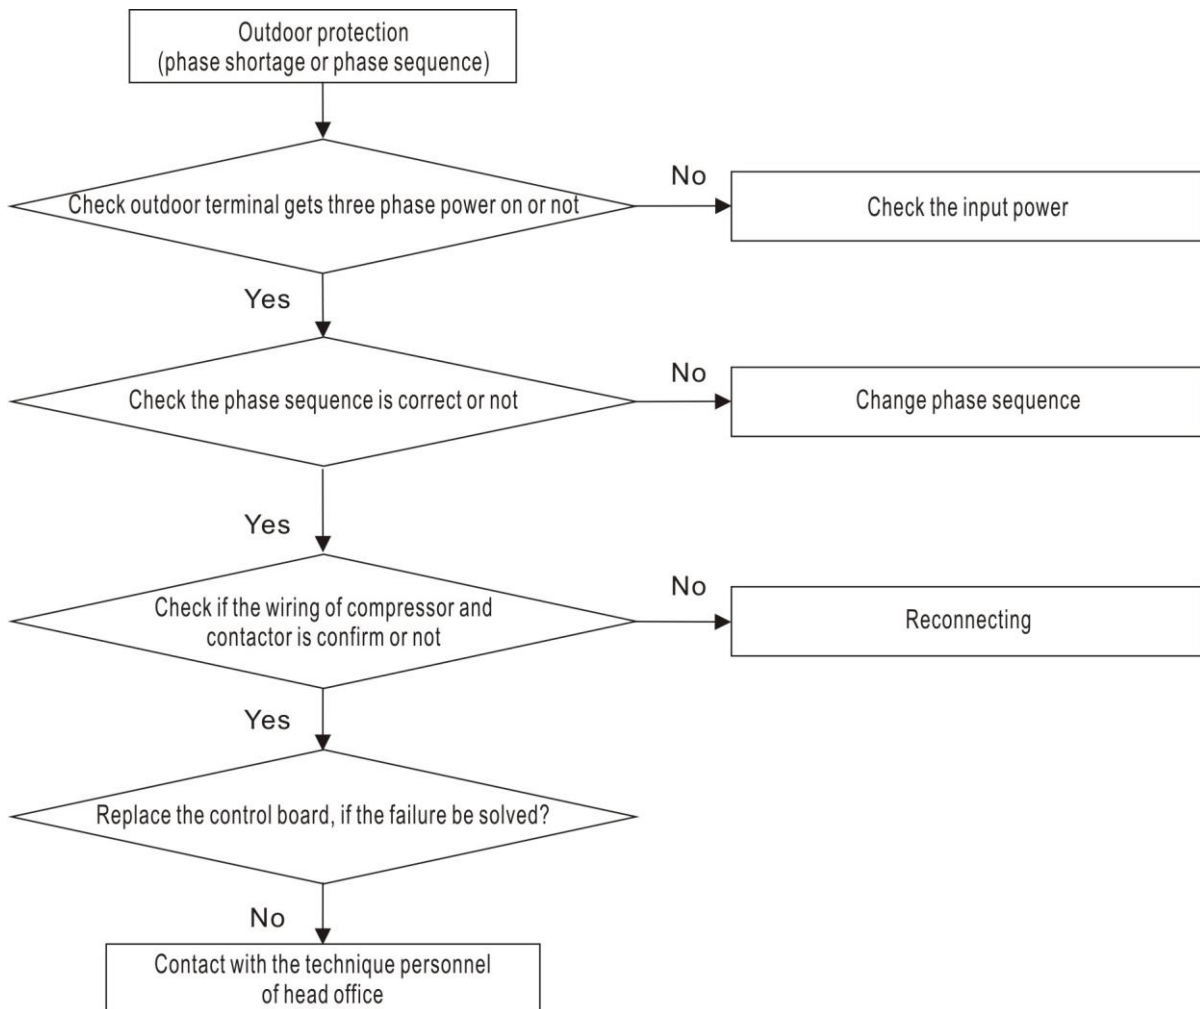 Outdoor protection
(phase shortage or phase sequence)
Check outdoor terminal gets three phase power on or not
No
Check the input power
Yes
Check the phase sequence is correct or not
No
Change phase sequence
Yes
Check if the wiring of compressor and
contactor is confirm or not
No
Reconnecting
Yes
Replace the control board, if the failure be solved?
No
Contact with the technique personnel
of head office